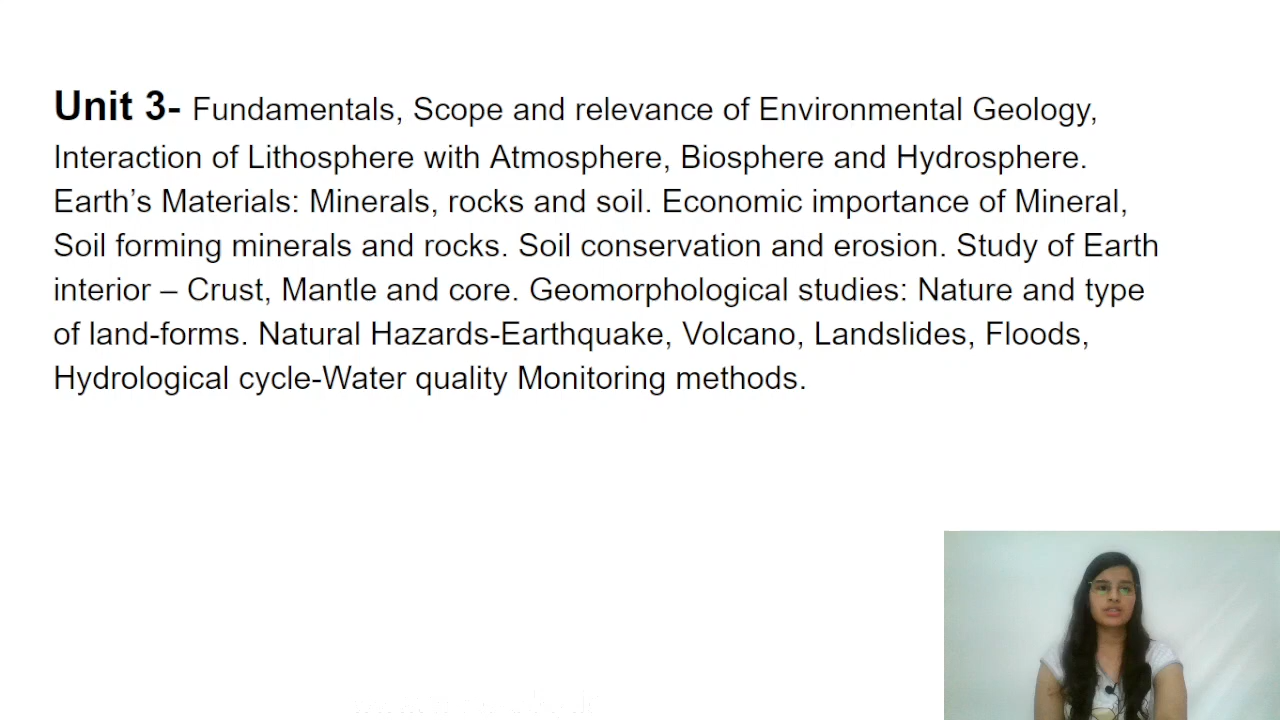 Unit 3- Fundamentals, Scope and relevance of Environmental Geology,
Interaction of Lithosphere with Atmosphere, Biosphere and Hydrosphere.
Earth’s Materials: Minerals, rocks and soil. Economic importance of Mineral,
Soil forming minerals and rocks. Soil conservation and erosion. Study of Earth
interior – Crust, Mantle and core. Geomorphological studies: Nature and type
of land-forms. Natural Hazards-Earthquake, Volcano, Landslides, Floods,
Hydrological cycle-Water quality Monitoring methods.